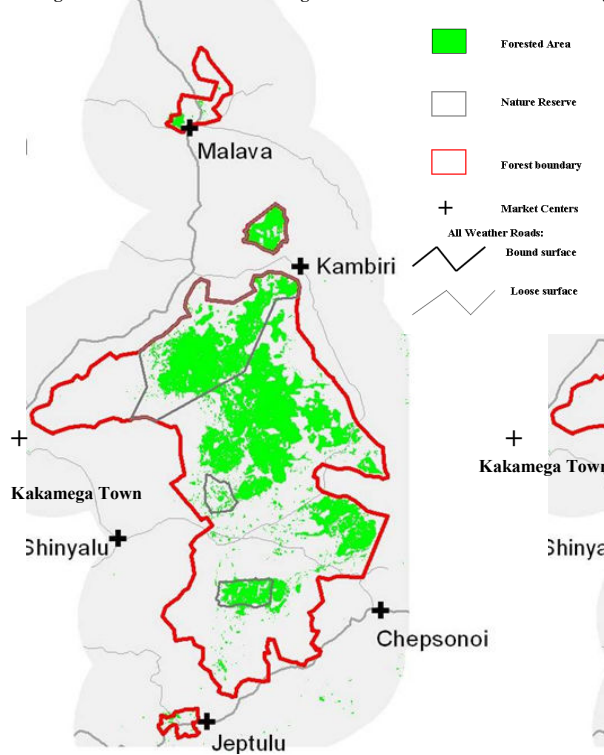 Forested Area
Nature Reserve
Forest boundary
Market Centers
All Weather Roads:
Bound surface
Loose surface
Malava
Kambiri
Kakamega Town
Shinyalu
Chepsonoi
Jeptulu
Kakamega Town
Shinya